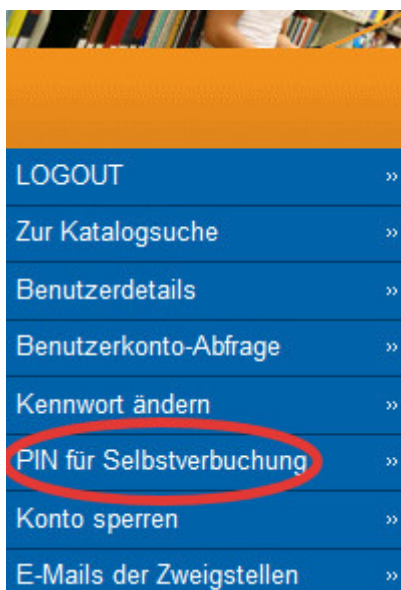 LOGOUT »
Zur Katalogsuche »
Benutzerdetails »
Benutzerkonto-Abfrage »
Kennwort ändern »
PIN für Selbstverbuchung »
Konto sperren »
E-Mails der Zweigstellen »